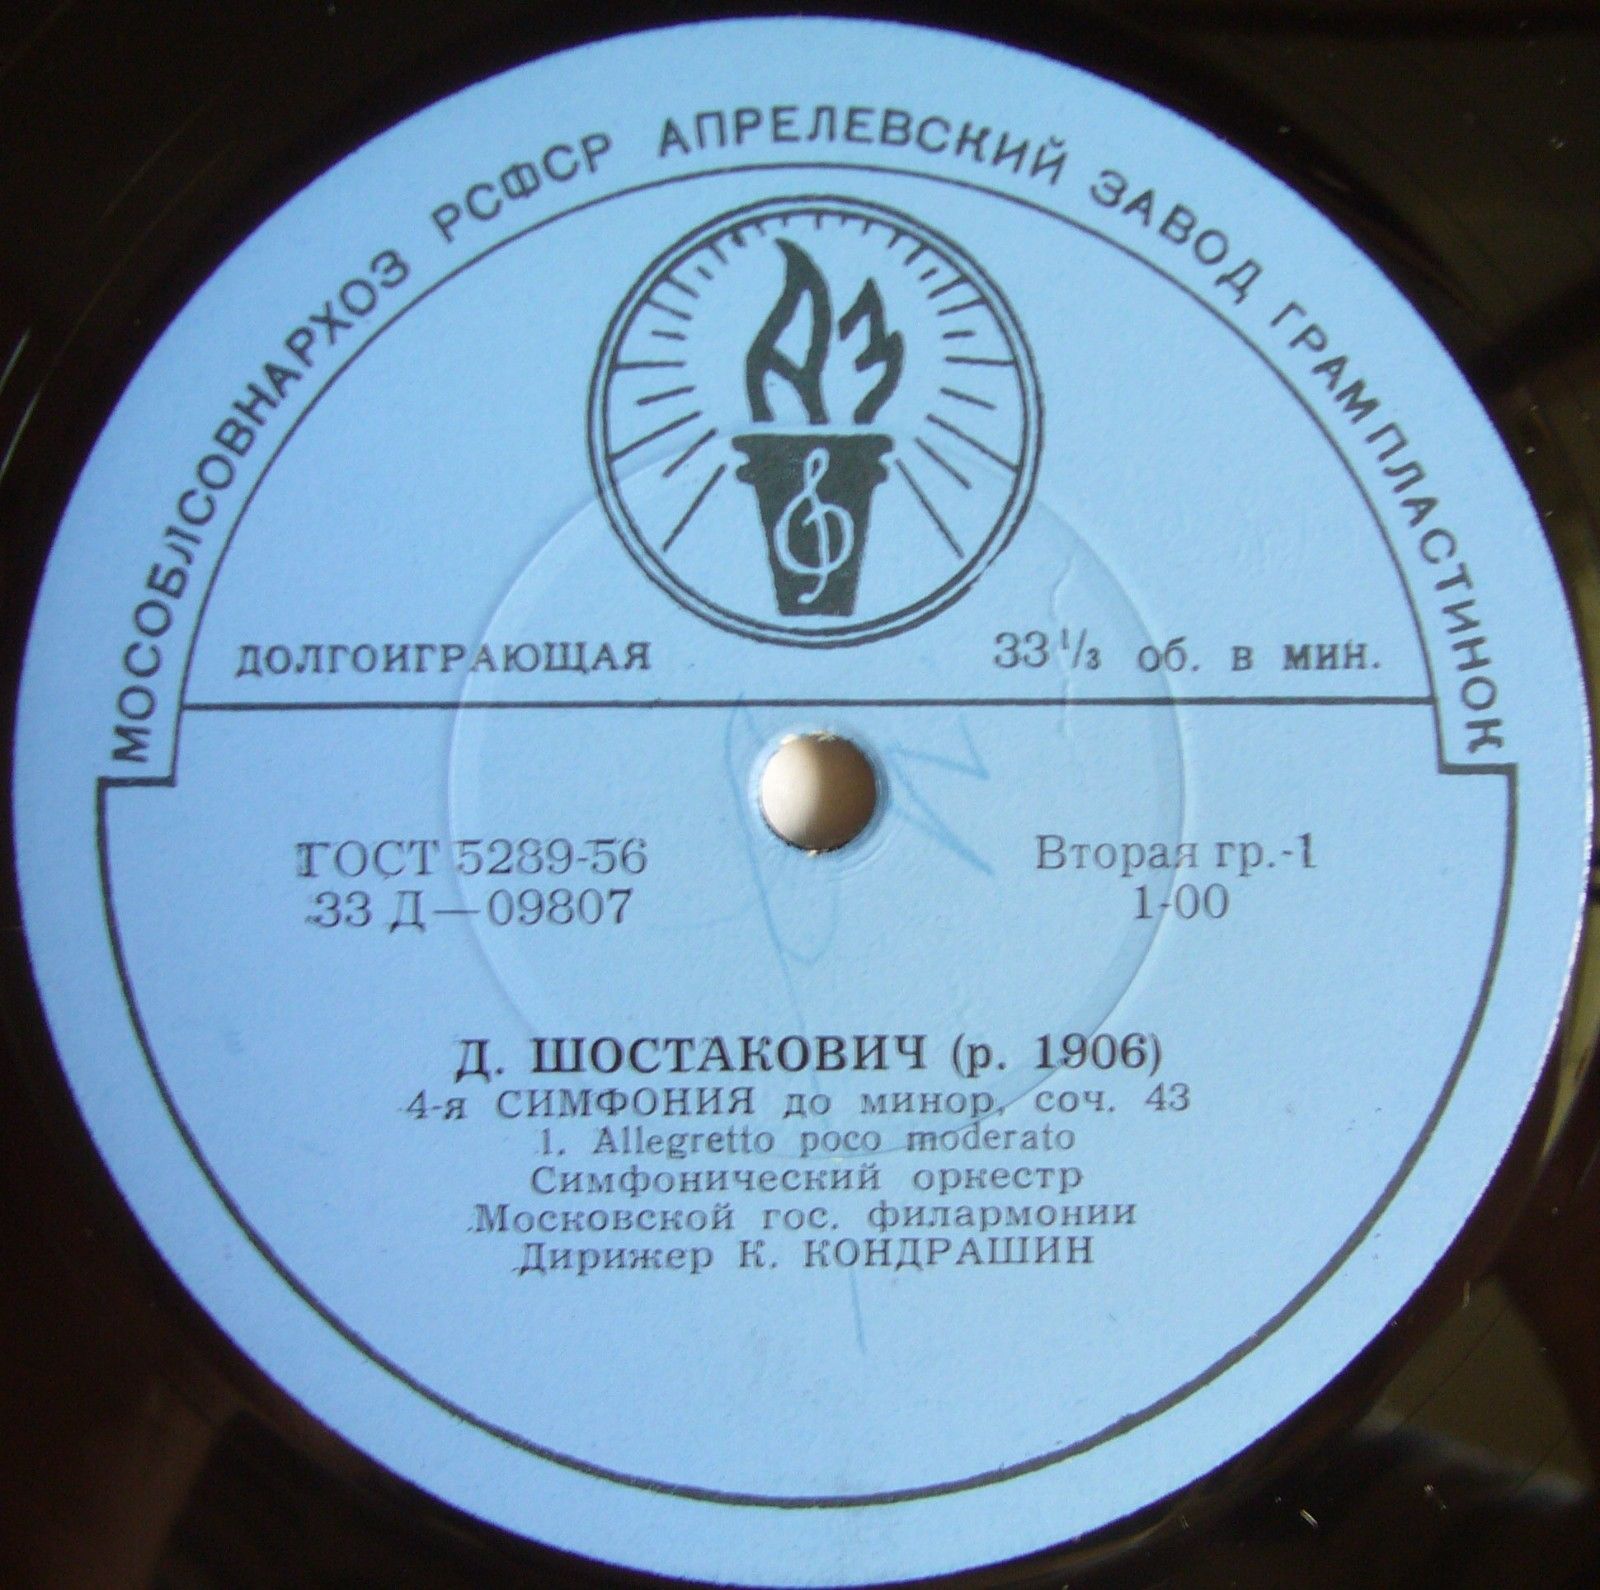 МОСОБЛСОВНАРХОЗ РСФСР АПРЕЛЕВСКИЙ ЗАВОД ГРАМПЛАСТИНОК
АЗ
ДОЛГОИГРАЮЩАЯ 33 1/3 об. в мин.
ГОСТ 5289-56 Вторая гр.-1
33 Д—09807 1-00
Д. ШОСТАКОВИЧ (р. 1906)
4-я СИМФОНИЯ до минор, соч. 43
1. Allegretto poco moderato
Симфонический оркестр
Московской гос. филармонии
Дирижер К. КОНДРАШИН